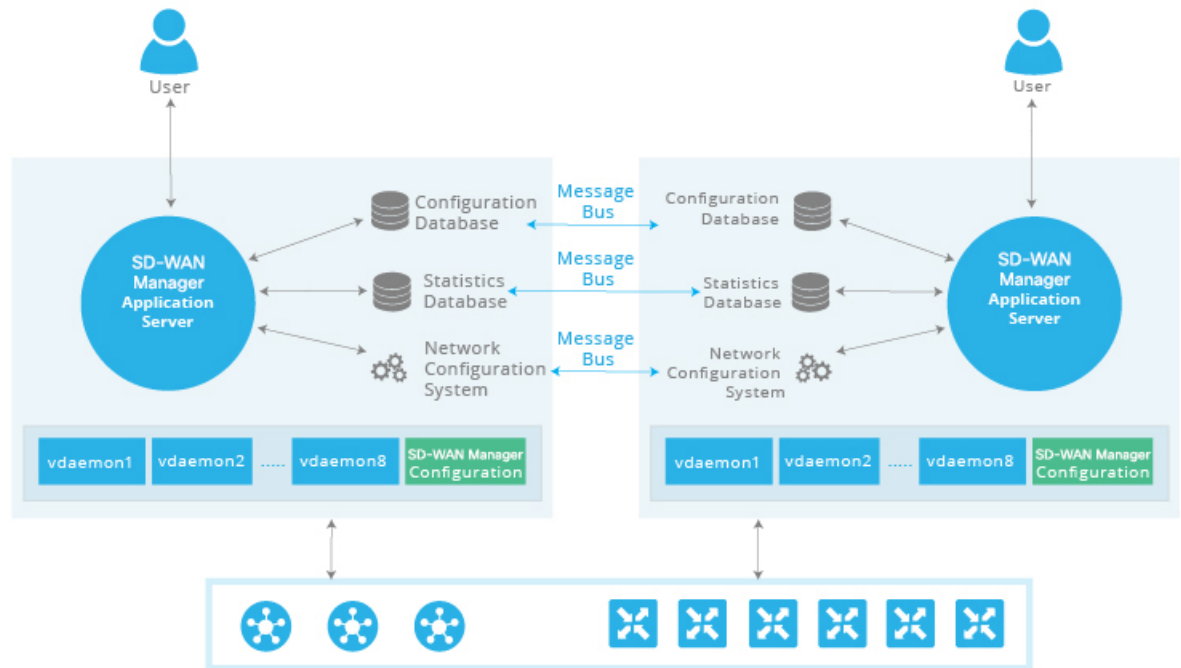 User
User
SD-WAN
Manager
Application
Server
Configuration
Database
Statistics
Database
Network
Configuration
System
Message
Bus
Message
Bus
Message
Bus
Configuration
Database
Statistics
Database
Network
Configuration
System
SD-WAN
Manager
Application
Server
vdaemon1
vdaemon2
.....
vdaemon8
SD-WAN Manager
Configuration
vdaemon1
vdaemon2
.....
vdaemon8
SD-WAN Manager
Configuration